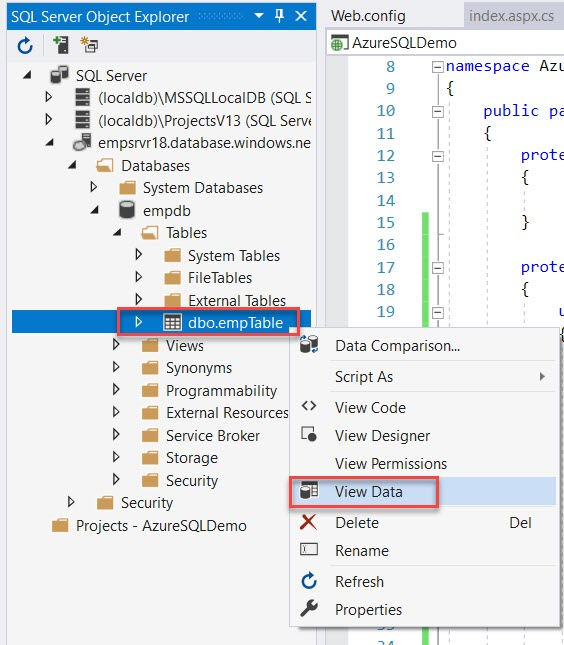 SQL Server Object Explorer
SQL Server
(localdb)\MSSQLLocalDB (SQL S
(localdb)\ProjectsV13 (SQL Serve
empsrvr18.database.windows.ne
Databases
System Databases
empdb
Tables
System Tables
FileTables
External Tables
dbo.empTable
Views
Synonyms
Programmability
External Resources
Service Broker
Storage
Security
Security
Projects - AzureSQLDemo
Web.config
index.aspx.cs
AzureSQLDemo
8 namespace Azu
9 {
10 public pa
11 {
12 prote
13 {
14
15 }
16
17 prote
18 {
19 u
{
Data Comparison...
Script As
View Code
View Designer
View Permissions
View Data
Delete Del
Rename
Refresh
Properties
33